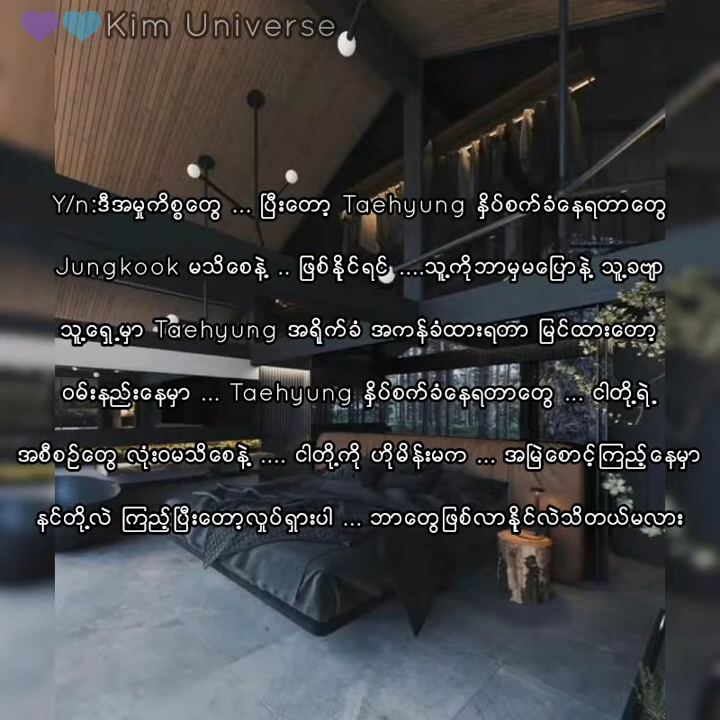 💜🩵Kim Universe
Y/n:ဒီအမှုကိစ္စတွေ ... ပြီးတော့ Taehyung နှိပ်စက်ခံနေရတာတွေ
Jungkook မသိစေနဲ့ .. ဖြစ်နိုင်ရင် ....သူ့ကိုဘာမှမပြောနဲ့ သူ့ခဗျာ
သူ့ရှေ့မှာ Taehyung အရိုက်ခံ အကန်ခံထားရတာ မြင်ထားတော့
ဝမ်းနည်းနေမှာ ... Taehyung နှိပ်စက်ခံနေရတာတွေ ... ငါတို့ရဲ့
အစီစဉ်တွေ လုံးဝမသိစေနဲ့ .... ငါတို့ကို ဟိုမိန်းမက ... အမြဲစောင့်ကြည့်နေမှာ
နင်တို့လဲ ကြည့်ပြီးတော့လှုပ်ရှားပါ ... ဘာတွေဖြစ်လာနိုင်လဲသိတယ်မလား